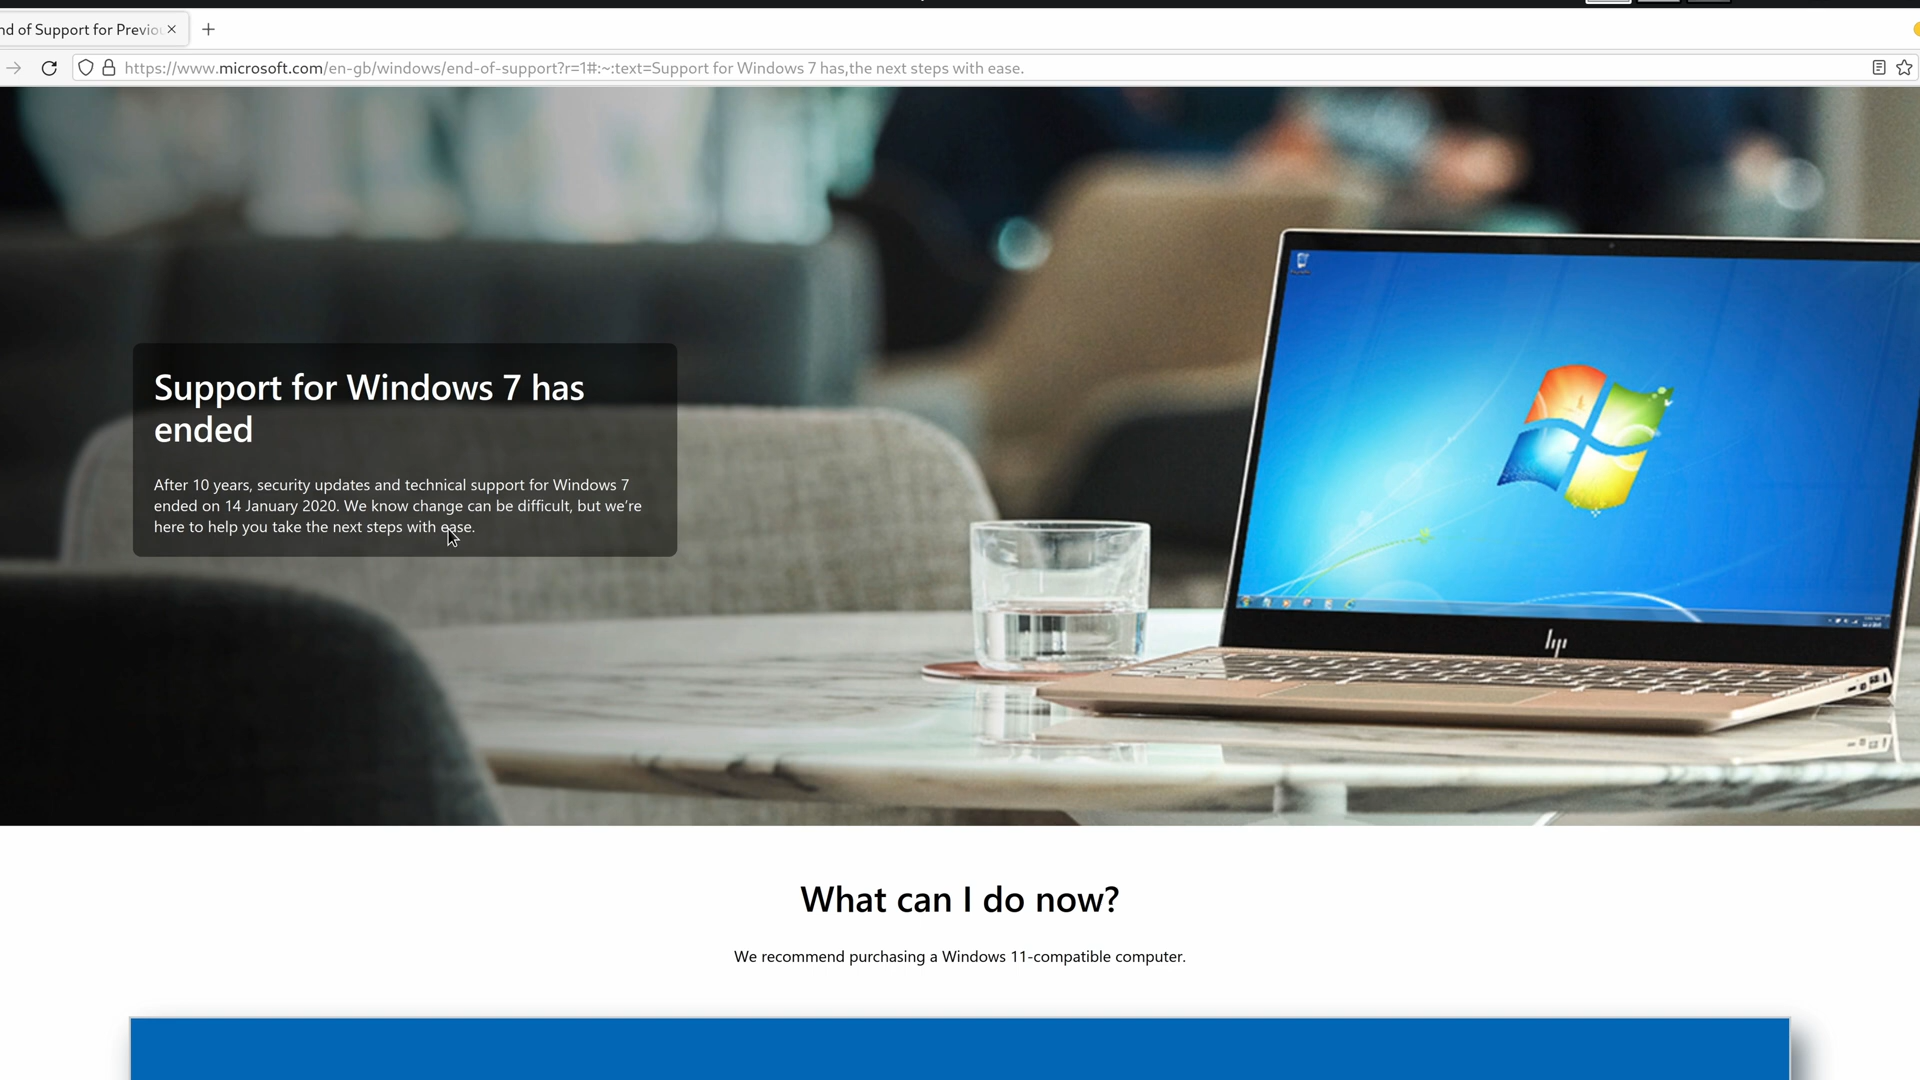 nd of Support for Previou
https://www.microsoft.com/en-gb/windows/end-of-support?r=1#:~:text=Support for Windows 7 has,the next steps with ease.
Support for Windows 7 has
ended
After 10 years, security updates and technical support for Windows 7
ended on 14 January 2020. We know change can be difficult, but we’re
here to help you take the next steps with ease.
hp
What can I do now?
We recommend purchasing a Windows 11-compatible computer.